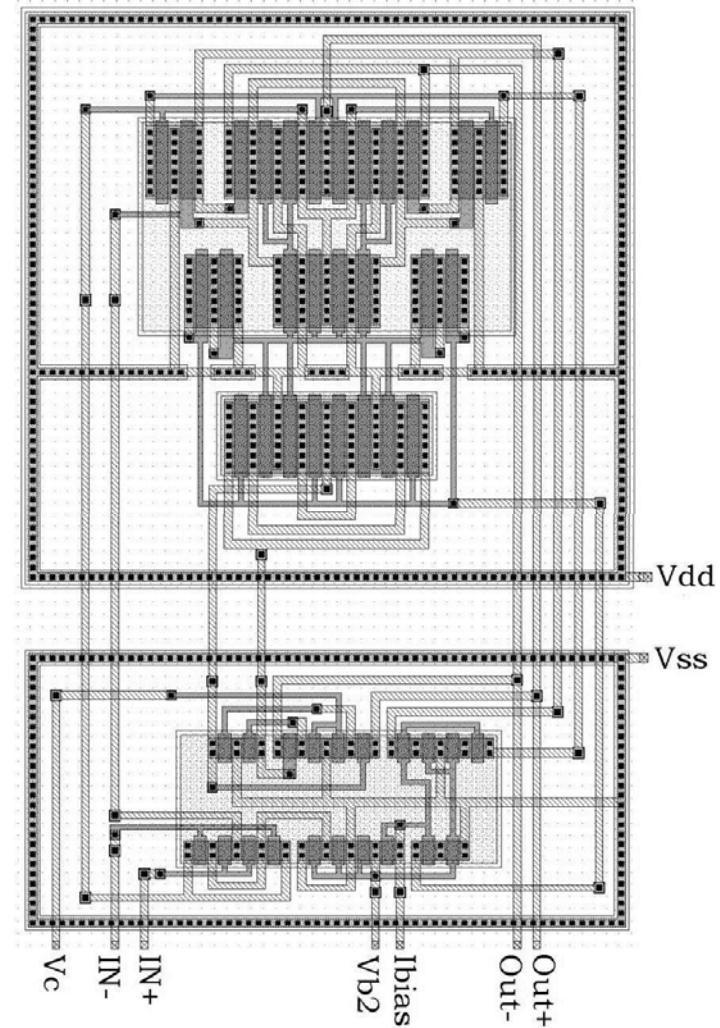 Vdd
Vss
Vc
IN-
IN+
Vb2
Ibias
Out-
Out+